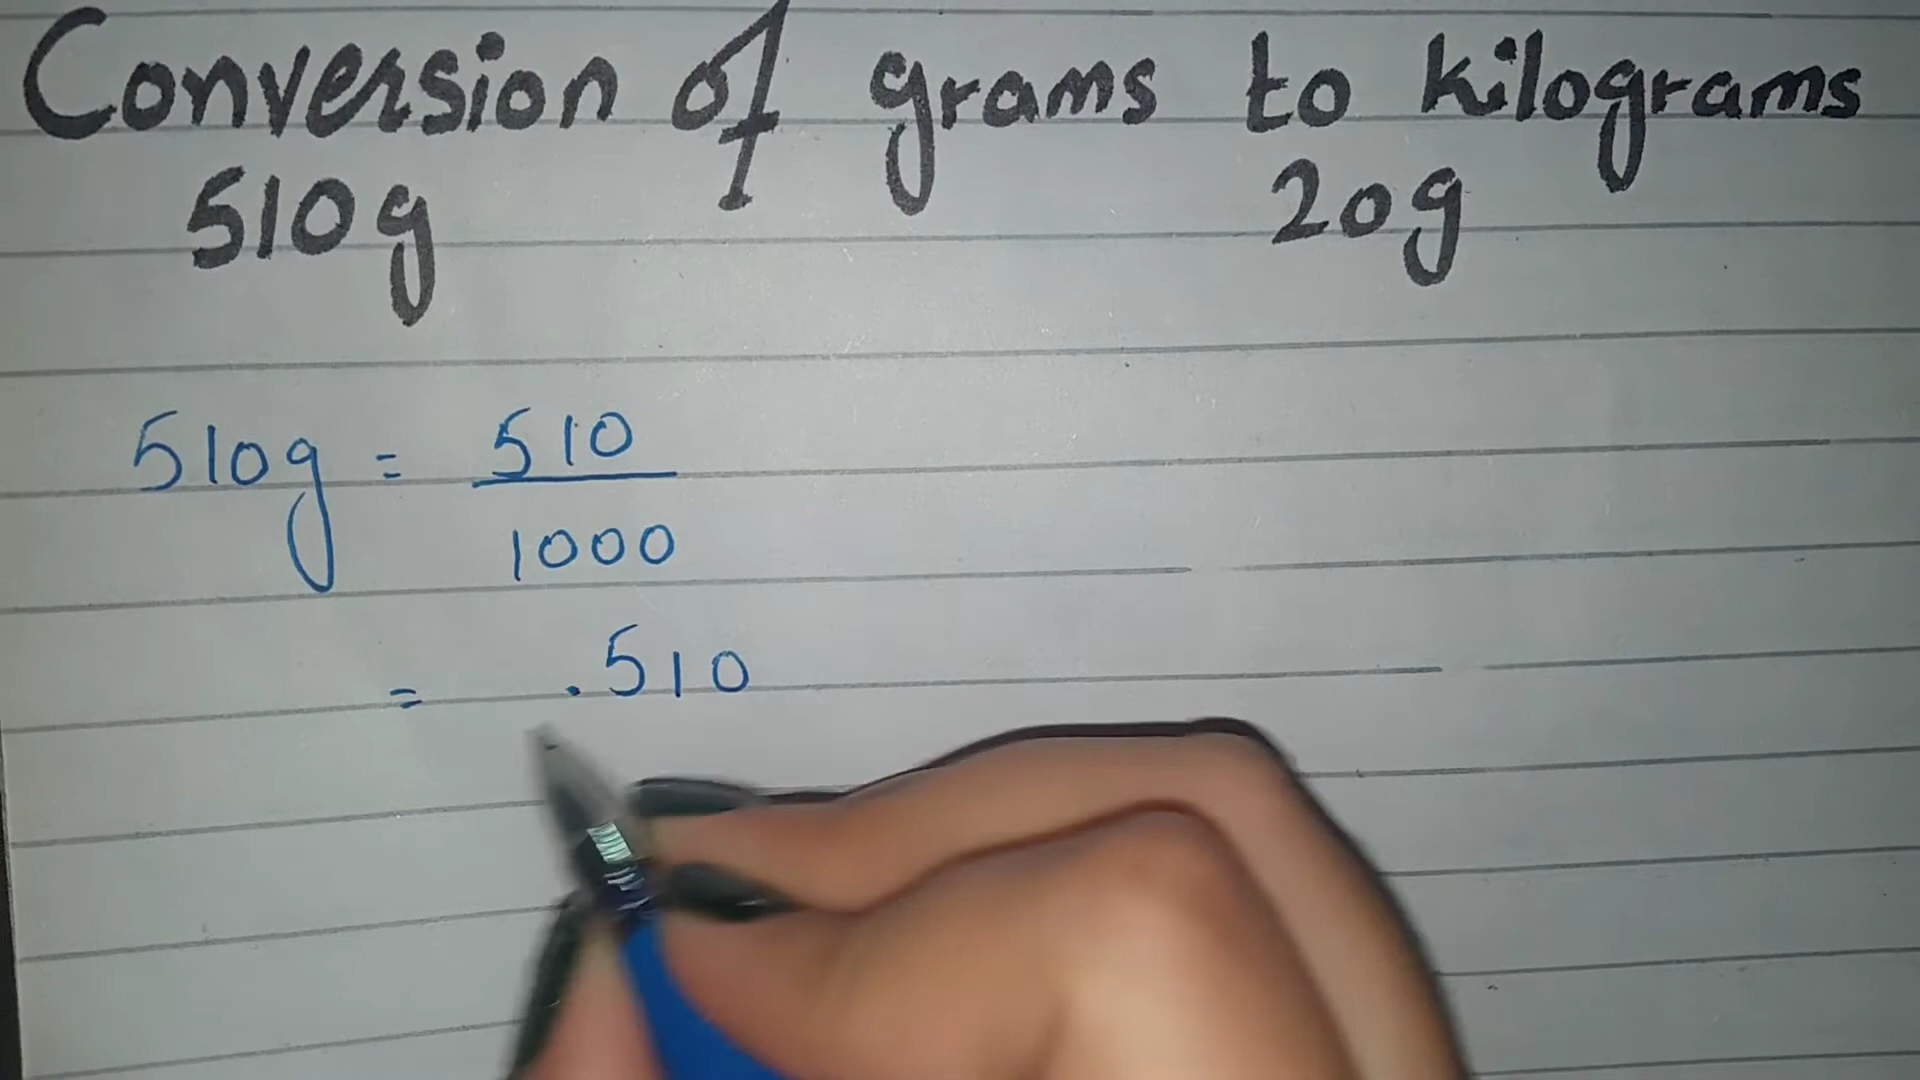 Conversion of grams to kilograms
510g 20g
510g = 510
1000
= .510